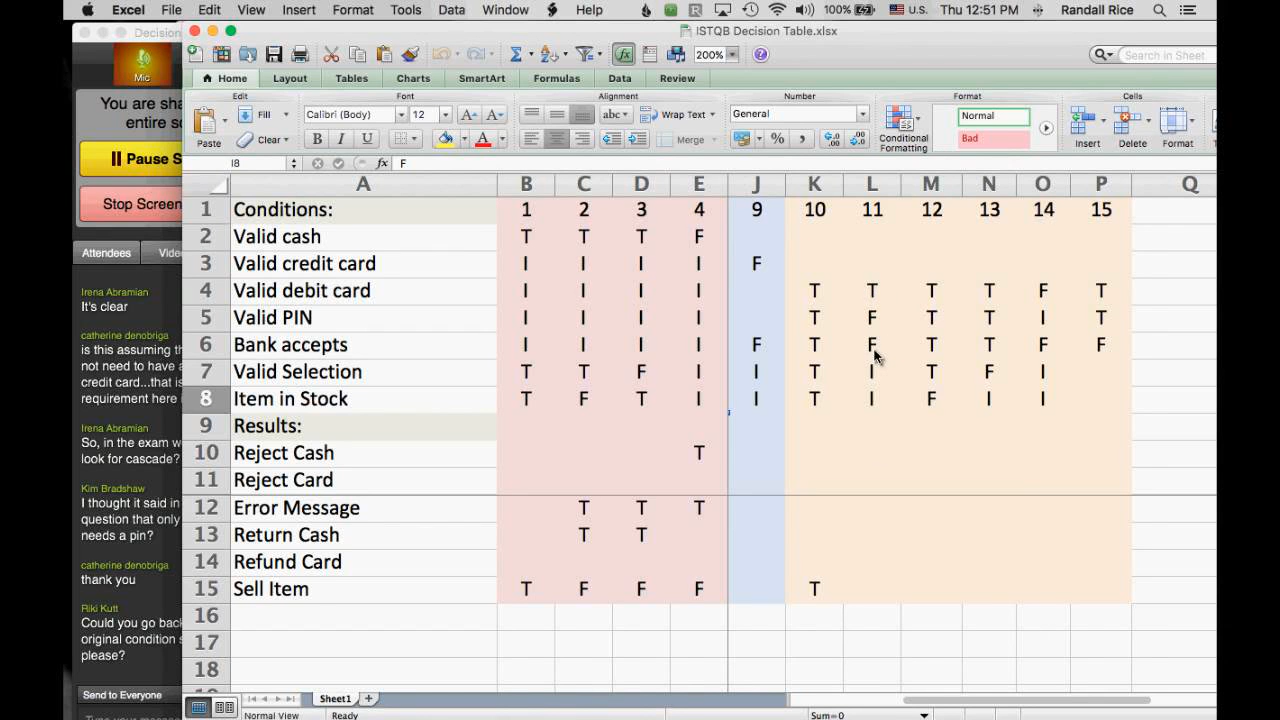 Excel File Edit View Insert Format Tools Data Window Help 100% U.S. Thu 12:51 PM Randall Rice
Decision
ISTQB Decision Table.xlsx
Mic
200%
Search in Sheet
Home Layout Tables Charts SmartArt Formulas Data Review
Edit Font Alignment Number Format Cells
You are sha
entire sc
Fill Calibri (Body) 12 abc Wrap Text General Normal
Paste Clear B I U A Merge % Conditional Formatting Bad Insert Delete Format
Pause S
I8 fx F
Stop Screen
A B C D E J K L M N O P Q
1 Conditions: 1 2 3 4 9 10 11 12 13 14 15
2 Valid cash T T T F
3 Valid credit card I I I I F
4 Valid debit card I I I I T T T T F T
5 Valid PIN I I I I T F T T I T
6 Bank accepts I I I I F T F T T F F
7 Valid Selection T T F I I T I T F I
8 Item in Stock T F T I I T I F I I
9 Results:
10 Reject Cash T
11 Reject Card
12 Error Message T T T
13 Return Cash T T
14 Refund Card
15 Sell Item T F F F T
16
17
18
Attendees Vide
Irena Abramian
It's clear
catherine denobriga
is this assuming th
not need to have a
credit card...that is
requirement here i
Irena Abramian
So, in the exam w
look for cascade?
Kim Bradshaw
I thought it said in
question that only
needs a pin?
catherine denobriga
thank you
Riki Kutt
Could you go back
original condition s
please?
Send to Everyone
Sheet1
Normal View Ready Sum=0